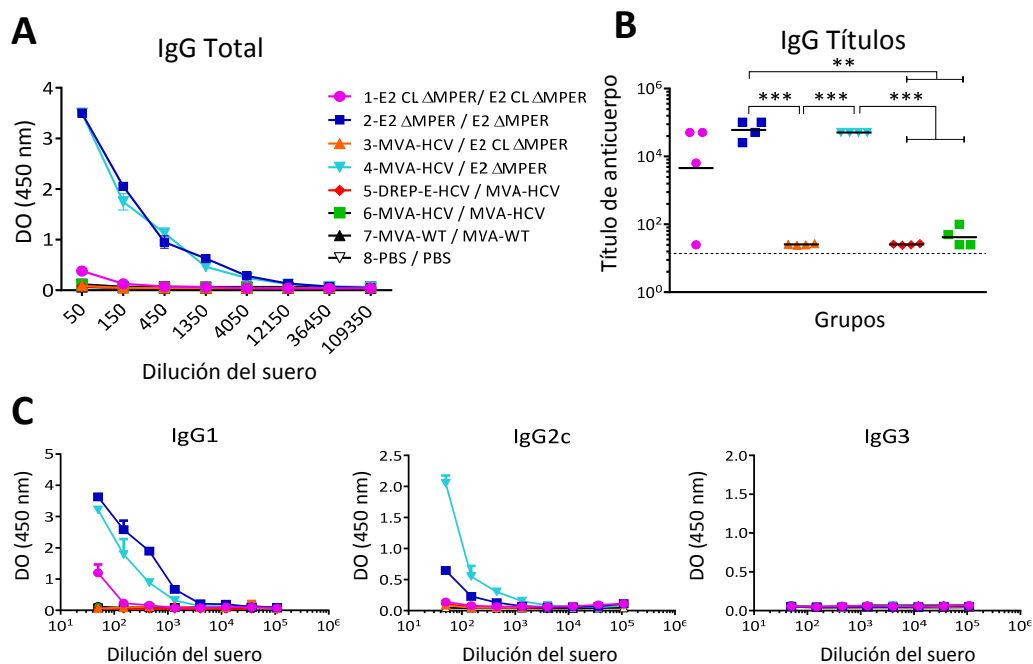 A
IgG Total
DO (450 nm)
4
3
2
1
0
50
150
450
1350
4050
12150
36450
109350
Dilución del suero
1-E2 CL ΔMPER/ E2 CL ΔMPER
2-E2 ΔMPER / E2 ΔMPER
3-MVA-HCV / E2 CL ΔMPER
4-MVA-HCV / E2 ΔMPER
5-DREP-E-HCV / MVA-HCV
6-MVA-HCV / MVA-HCV
7-MVA-WT / MVA-WT
8-PBS / PBS
B
IgG Títulos
**
*** *** ***
Título de anticuerpo
10⁶
10⁴
10²
10⁰
Grupos
C
IgG1
DO (450 nm)
5
4
3
2
1
0
10¹ 10² 10³ 10⁴ 10⁵ 10⁶
Dilución del suero
IgG2c
DO (450 nm)
2.5
2.0
1.5
1.0
0.5
0.0
10¹ 10² 10³ 10⁴ 10⁵ 10⁶
Dilución del suero
IgG3
DO (450 nm)
2.0
1.5
1.0
0.5
0.0
10¹ 10² 10³ 10⁴ 10⁵ 10⁶
Dilución del suero